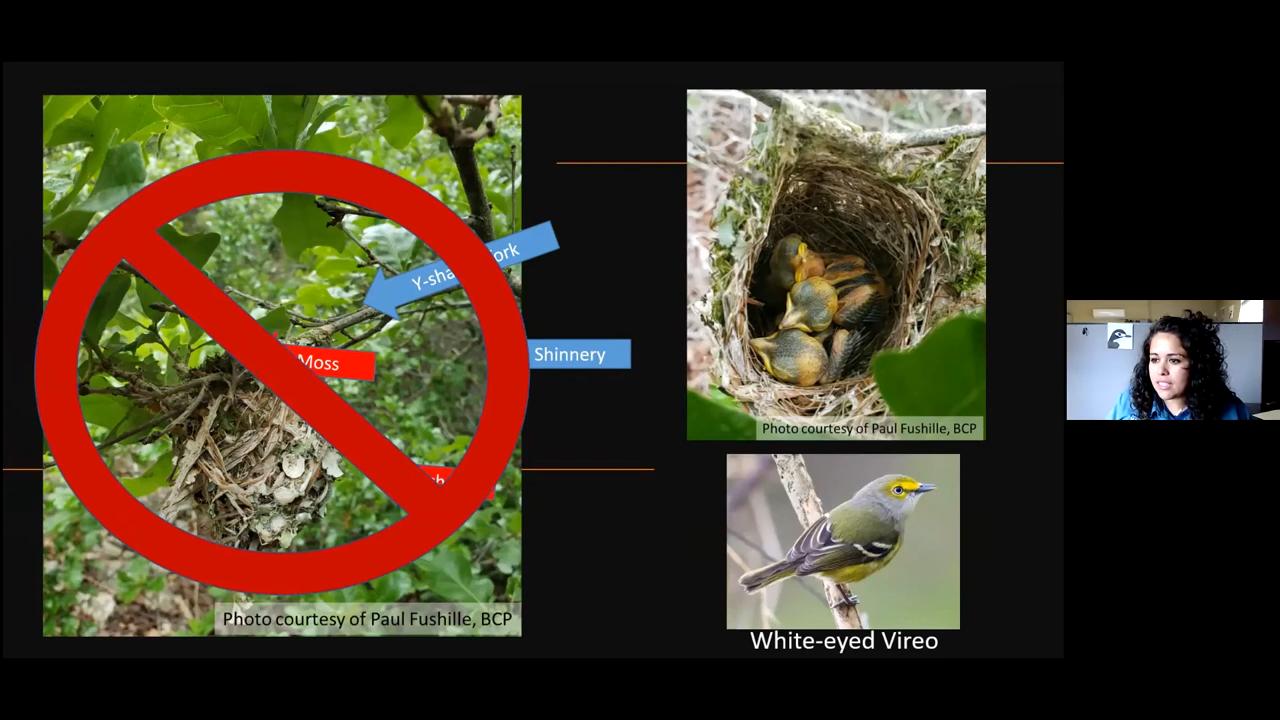 Y-sha ork
Moss
Shinnery
Photo courtesy of Paul Fushille, BCP
Photo courtesy of Paul Fushille, BCP
White-eyed Vireo